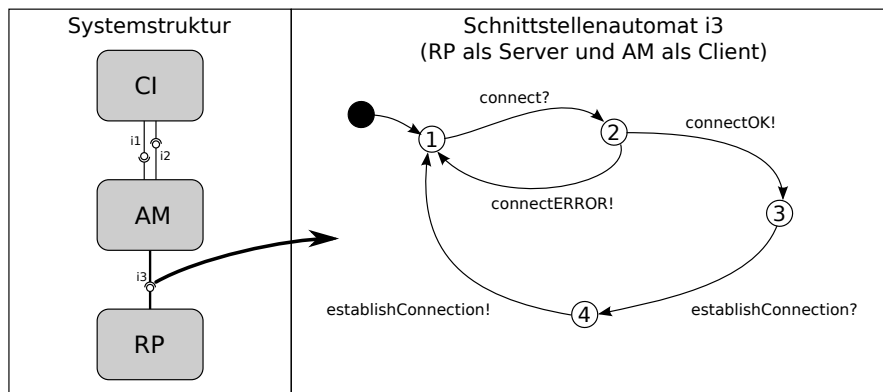 Systemstruktur
CI
i1
i2
AM
i3
RP
Schnittstellenautomat i3
(RP als Server und AM als Client)
connect?
1
2
connectOK!
connectERROR!
3
establishConnection!
4
establishConnection?